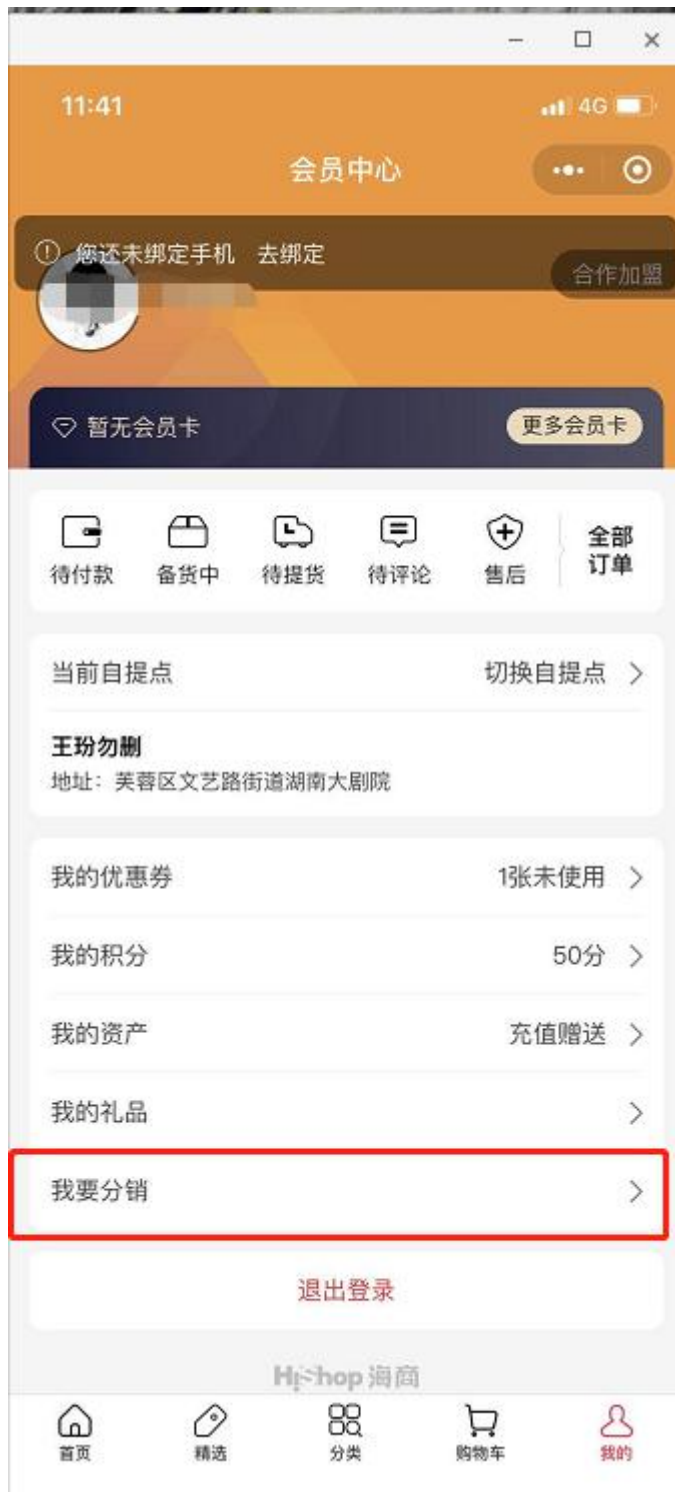 11:41
4G
会员中心
您还未绑定手机 去绑定
合作加盟
暂无会员卡
更多会员卡
待付款 备货中 待提货 待评论 售后 全部
订单
当前自提点 切换自提点
王玢勿删
地址：芙蓉区文艺路街道湖南大剧院
我的优惠券 1张未使用
我的积分 50分
我的资产 充值赠送
我的礼品
我要分销
退出登录
HiShop海商
首页 精选 分类 购物车 我的